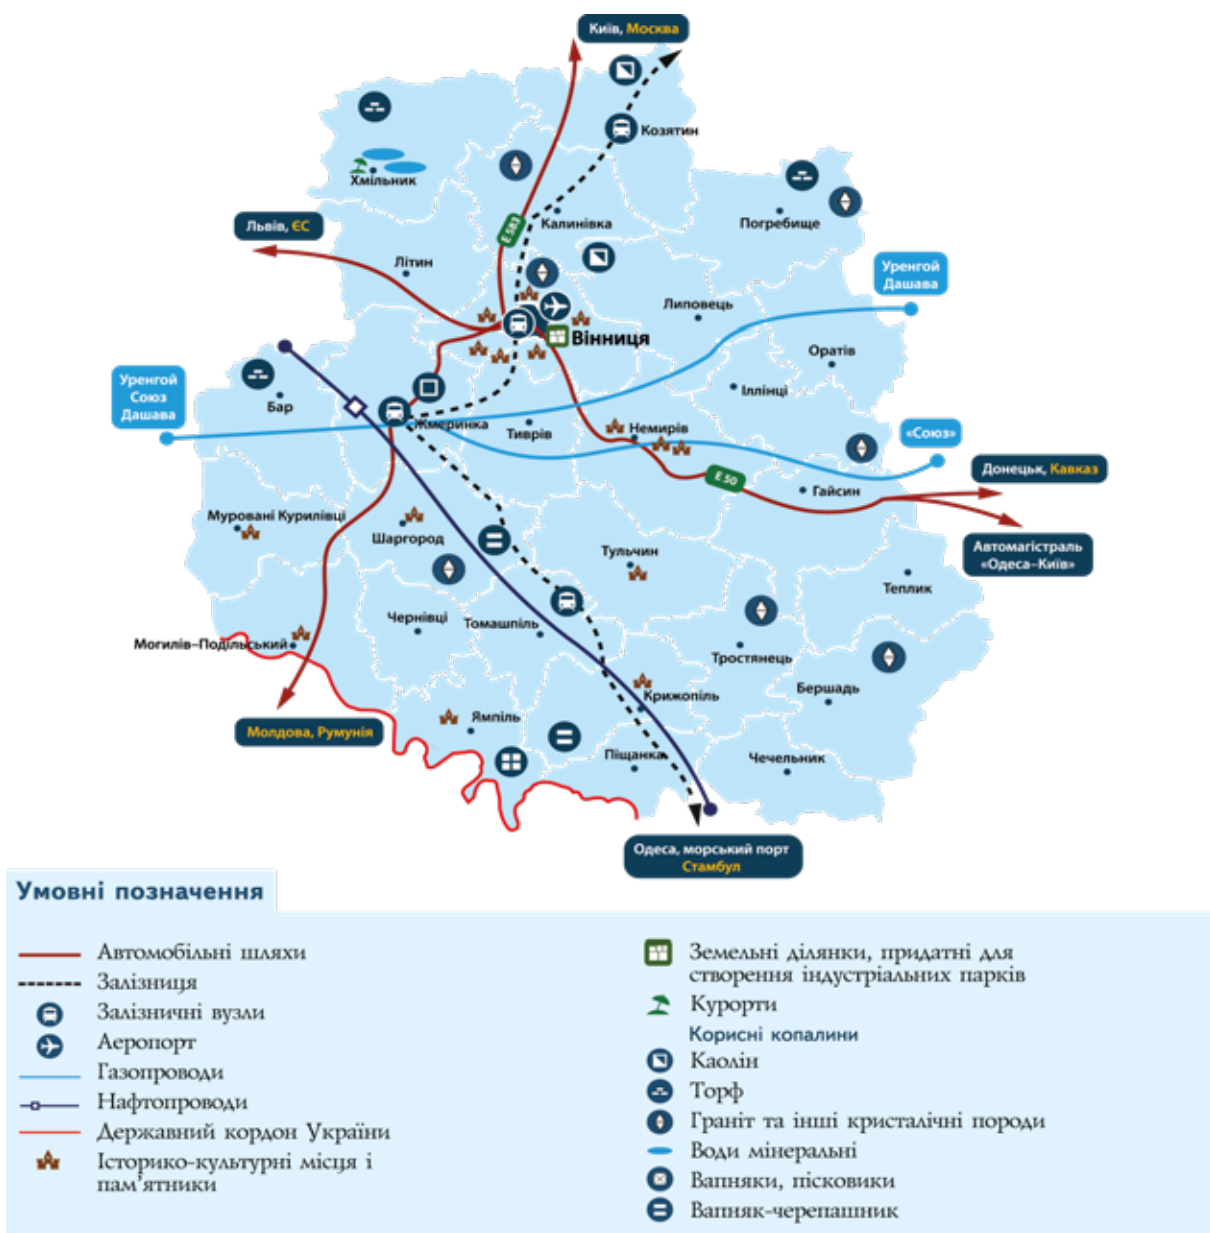 Київ, Москва
Козятин
Хмільник
Погребище
Калинівка
Е 583
Львів, ЄС
Літин
Уренгой
Дашава
Липовець
Вінниця
Оратів
Іллінці
Уренгой
Союз
Дашава
Бар
Жмеринка
Тиврів
Немирів
«Союз»
Донецьк, Кавказ
Е 50
Гайсин
Муровані Курилівці
Шаргород
Тульчин
Автомагістраль
«Одеса–Київ»
Теплик
Чернівці
Томашпіль
Могилів–Подільський
Тростянець
Бершадь
Крижопіль
Ямпіль
Молдова, Румунія
Піщанка
Чечельник
Одеса, морський порт
Стамбул
Умовні позначення
Автомобільні шляхи
Залізниця
Залізничні вузли
Аеропорт
Газопроводи
Нафтопроводи
Державний кордон України
Історико-культурні місця і
пам'ятники
Земельні ділянки, придатні для
створення індустріальних парків
Курорти
Корисні копалини
Каолін
Торф
Граніт та інші кристалічні породи
Води мінеральні
Вапняки, пісковики
Вапняк-черепашник